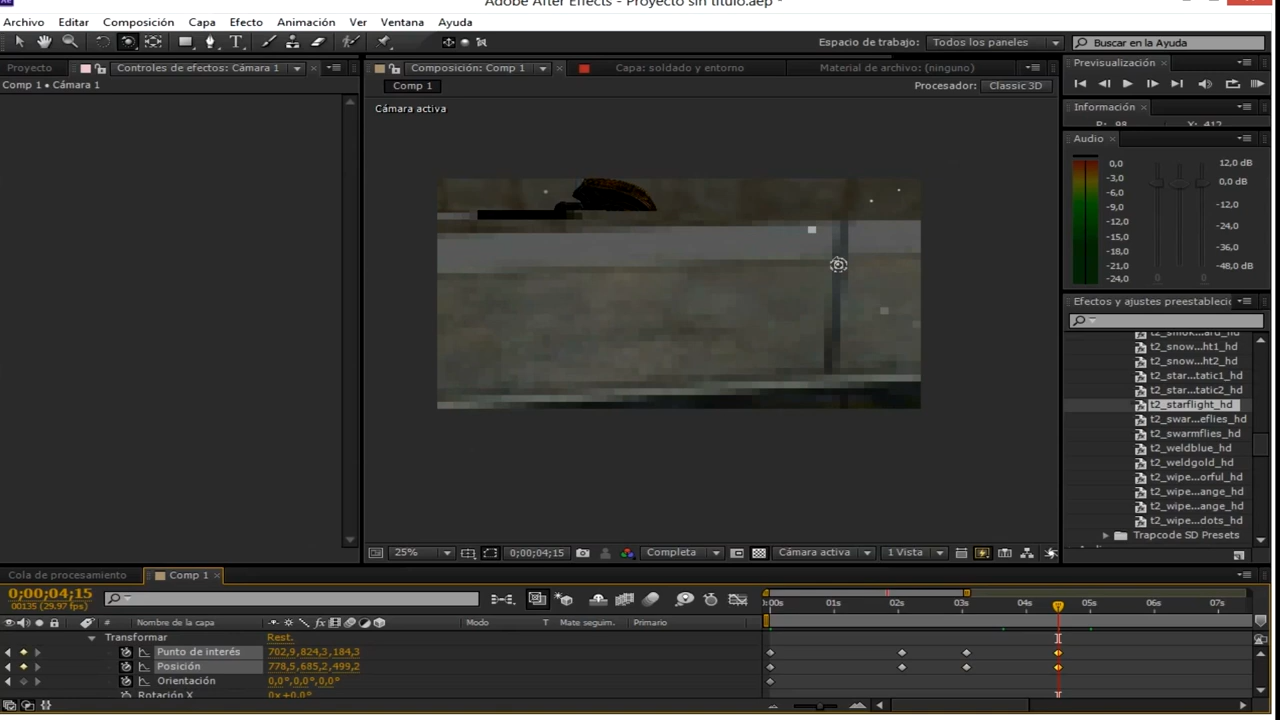 Adobe After Effects - Proyecto sin título.aep *
Archivo Editar Composición Capa Efecto Animación Ver Ventana Ayuda
Espacio de trabajo: Todos los paneles Buscar en la Ayuda
Proyecto Controles de efectos: Cámara 1 Composición: Comp 1 Capa: soldado y entorno Material de archivo: (ninguno) Previsualización
Comp 1 • Cámara 1 Comp 1 Procesador: Classic 3D
Cámara activa
Información
R: 98 Y: 412
Audio
0,0 12,0 dB
-3,0 0,0 dB
-6,0
-9,0 -12,0
-12,0
-15,0 -24,0
-18,0 -36,0
-21,0
-24,0 -48,0 dB
0 0
Efectos y ajustes preestablecic
t2_snow...ht1_hd
t2_snow...ht2_hd
t2_star...tatic1_hd
t2_star...tatic2_hd
t2_starflight_hd
t2_swar...eflies_hd
t2_swarmflies_hd
t2_weldblue_hd
t2_weldgold_hd
t2_wipe...orful_hd
t2_wipe...ange_hd
t2_wipe...ange_hd
t2_wipe...dots_hd
Trapcode SD Presets
25% 0;00;04;15 Completa Cámara activa 1 Vista
Cola de procesamiento Comp 1
0;00;04;15
00135 (29.97 fps)
0:00s 01s 02s 03s 04s 05s 06s 07s
# Nombre de la capa Modo T Mate seguim. Primario
Transformar Rest.
Punto de interés 702,9,824,3,184,3
Posición 778,5,685,2,499,2
Orientación 0,0°,0,0°,0,0°
Rotación X 0x+0,0°